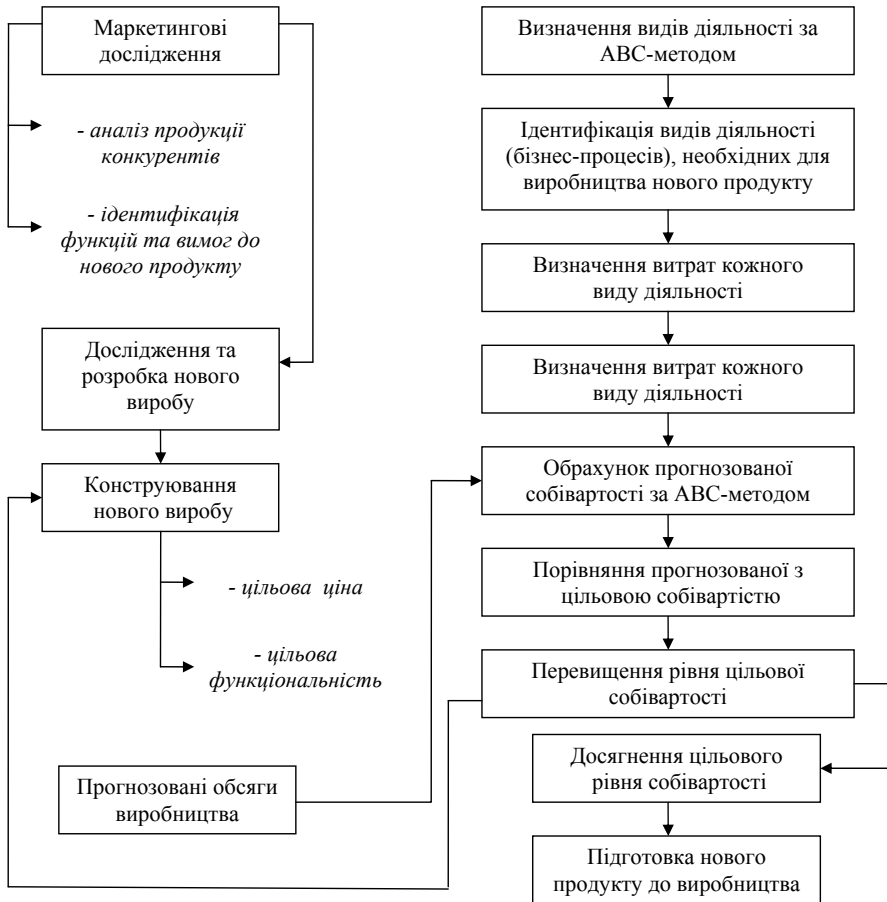 Маркетингові
дослідження
- аналіз продукції
конкурентів
- ідентифікація
функцій та вимог до
нового продукту
Дослідження та
розробка нового
виробу
Конструювання
нового виробу
- цільова ціна
- цільова
функціональність
Прогнозовані обсяги
виробництва
Визначення видів діяльності за
АВС-методом
Ідентифікація видів діяльності
(бізнес-процесів), необхідних для
виробництва нового продукту
Визначення витрат кожного
виду діяльності
Визначення витрат кожного
виду діяльності
Обрахунок прогнозованої
собівартості за АВС-методом
Порівняння прогнозованої з
цільовою собівартістю
Перевищення рівня цільової
собівартості
Досягнення цільового
рівня собівартості
Підготовка нового
продукту до виробництва